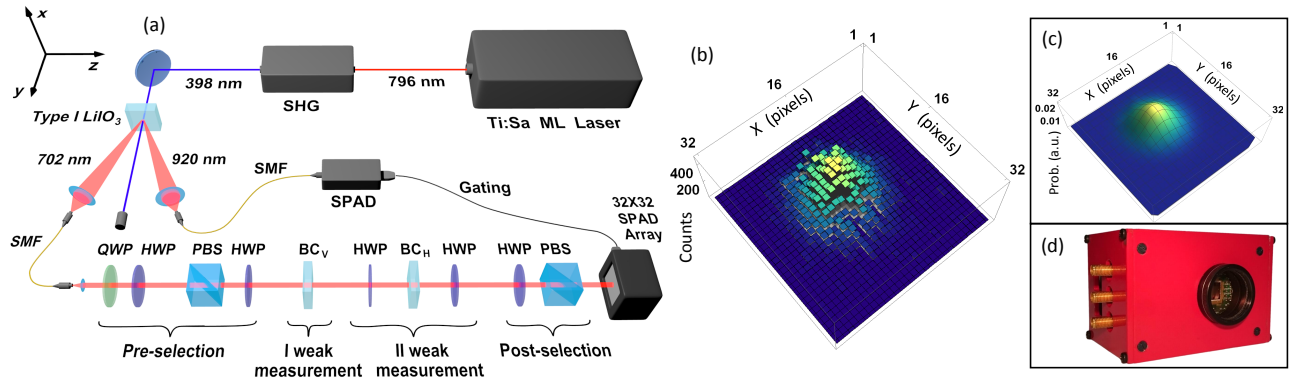 (a)
x
z
y
398 nm
796 nm
SHG
Ti:Sa ML Laser
Type I LiIO3
702 nm
920 nm
SMF
SPAD
Gating
32X32
SPAD
Array
SMF
QWP HWP PBS HWP BCV HWP BCH HWP HWP PBS
Pre-selection
I weak
measurement
II weak
measurement
Post-selection
(b)
1 1
16 16
X (pixels)
Y (pixels)
32 32
400
200
Counts
(c)
1 1
16 16
X (pixels)
Y (pixels)
32 32
0.02
0.01
Prob. (a.u.)
(d)